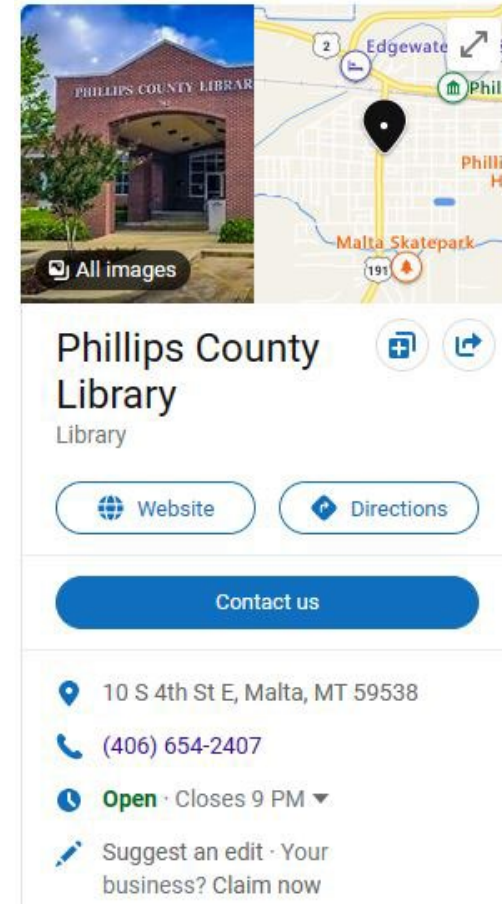 PHILLIPS COUNTY LIBRAR
All images
2
Edgewate
Phil
Philli
H
Malta Skatepark
191
Phillips County
Library
Library
Website
Directions
Contact us
10 S 4th St E, Malta, MT 59538
(406) 654-2407
Open · Closes 9 PM
Suggest an edit · Your
business? Claim now